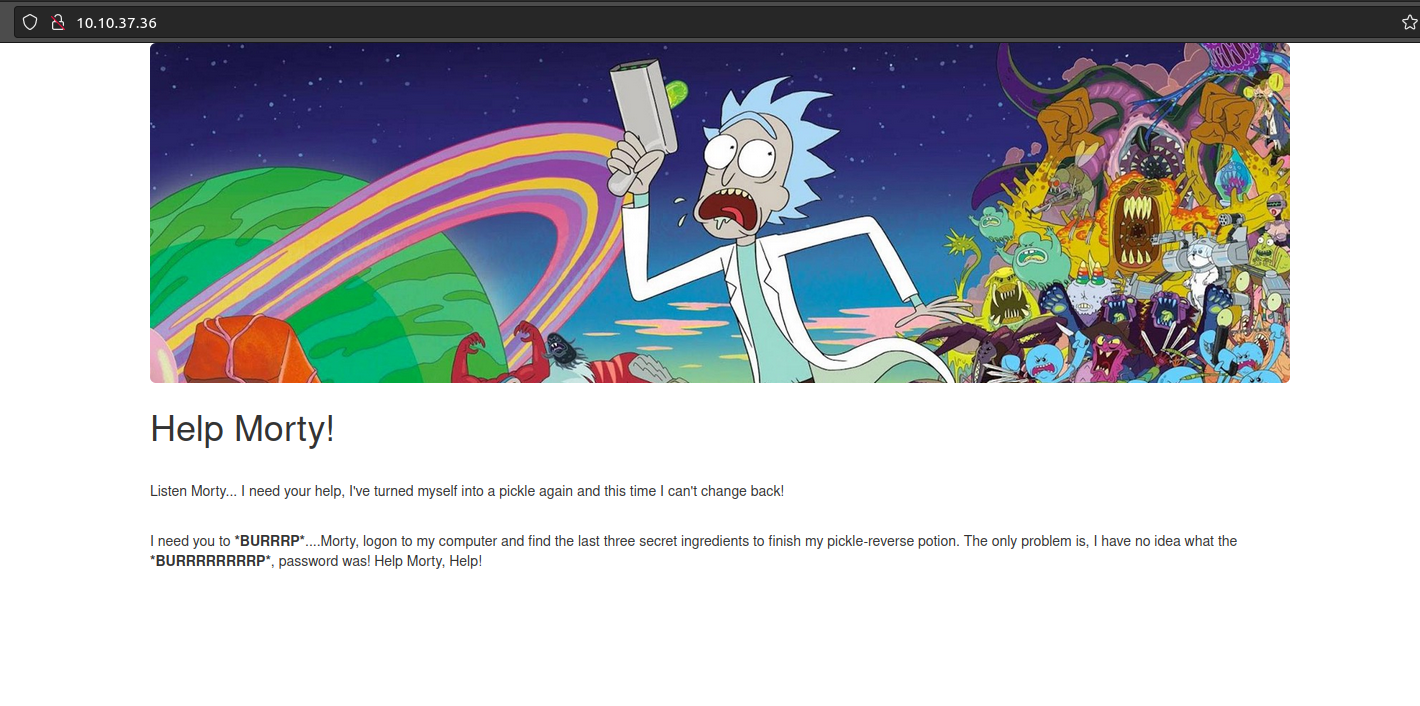 10.10.37.36
Help Morty!
Listen Morty... I need your help, I've turned myself into a pickle again and this time I can't change back!
I need you to *BURRRP*....Morty, logon to my computer and find the last three secret ingredients to finish my pickle-reverse potion. The only problem is, I have no idea what the
*BURRRRRRRRP*, password was! Help Morty, Help!